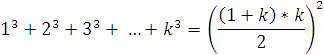 1³ + 2³ + 3³ + … + k³ = (((1 + k) * k) / 2)²